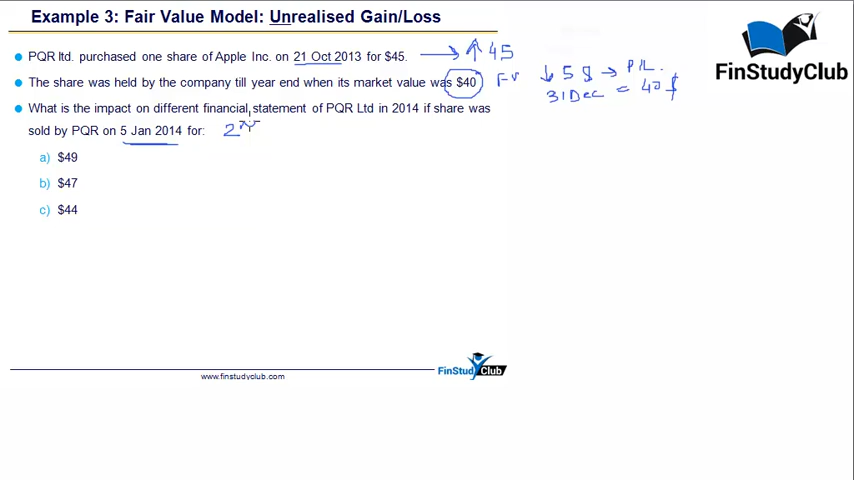 Example 3: Fair Value Model: Unrealised Gain/Loss
FinStudyClub
PQR ltd. purchased one share of Apple Inc. on 21 Oct 2013 for $45.
↑ 45
The share was held by the company till year end when its market value was $40
FV
↓ 5 $ → P/L.
31 Dec = 40 $
What is the impact on different financial statement of PQR Ltd in 2014 if share was
sold by PQR on 5 Jan 2014 for:
a) $49
b) $47
c) $44
www.finstudyclub.com
FinStudyClub